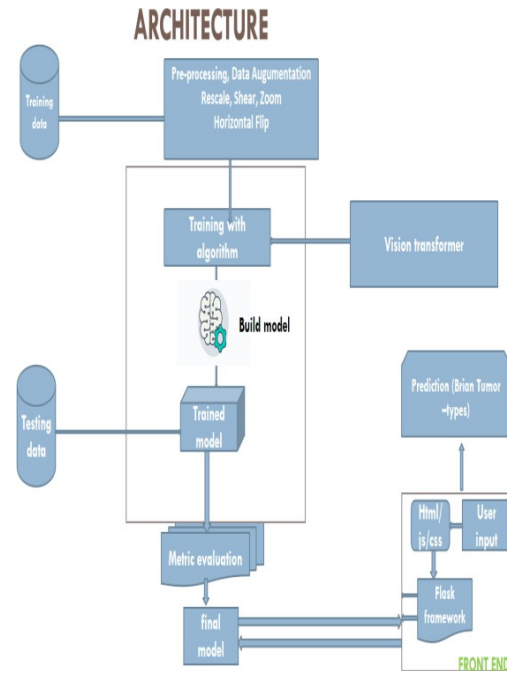 ARCHITECTURE
Training
data
Pre-processing, Data Augumentation
Rescale, Shear, Zoom
Horizontal Flip
Training with
algorithm
Vision transformer
Build model
Testing
data
Trained
model
Prediction (Brian Tumor
–types)
Html/
js/css
User
input
Metric evaluation
Flask
framework
final
model
FRONT END